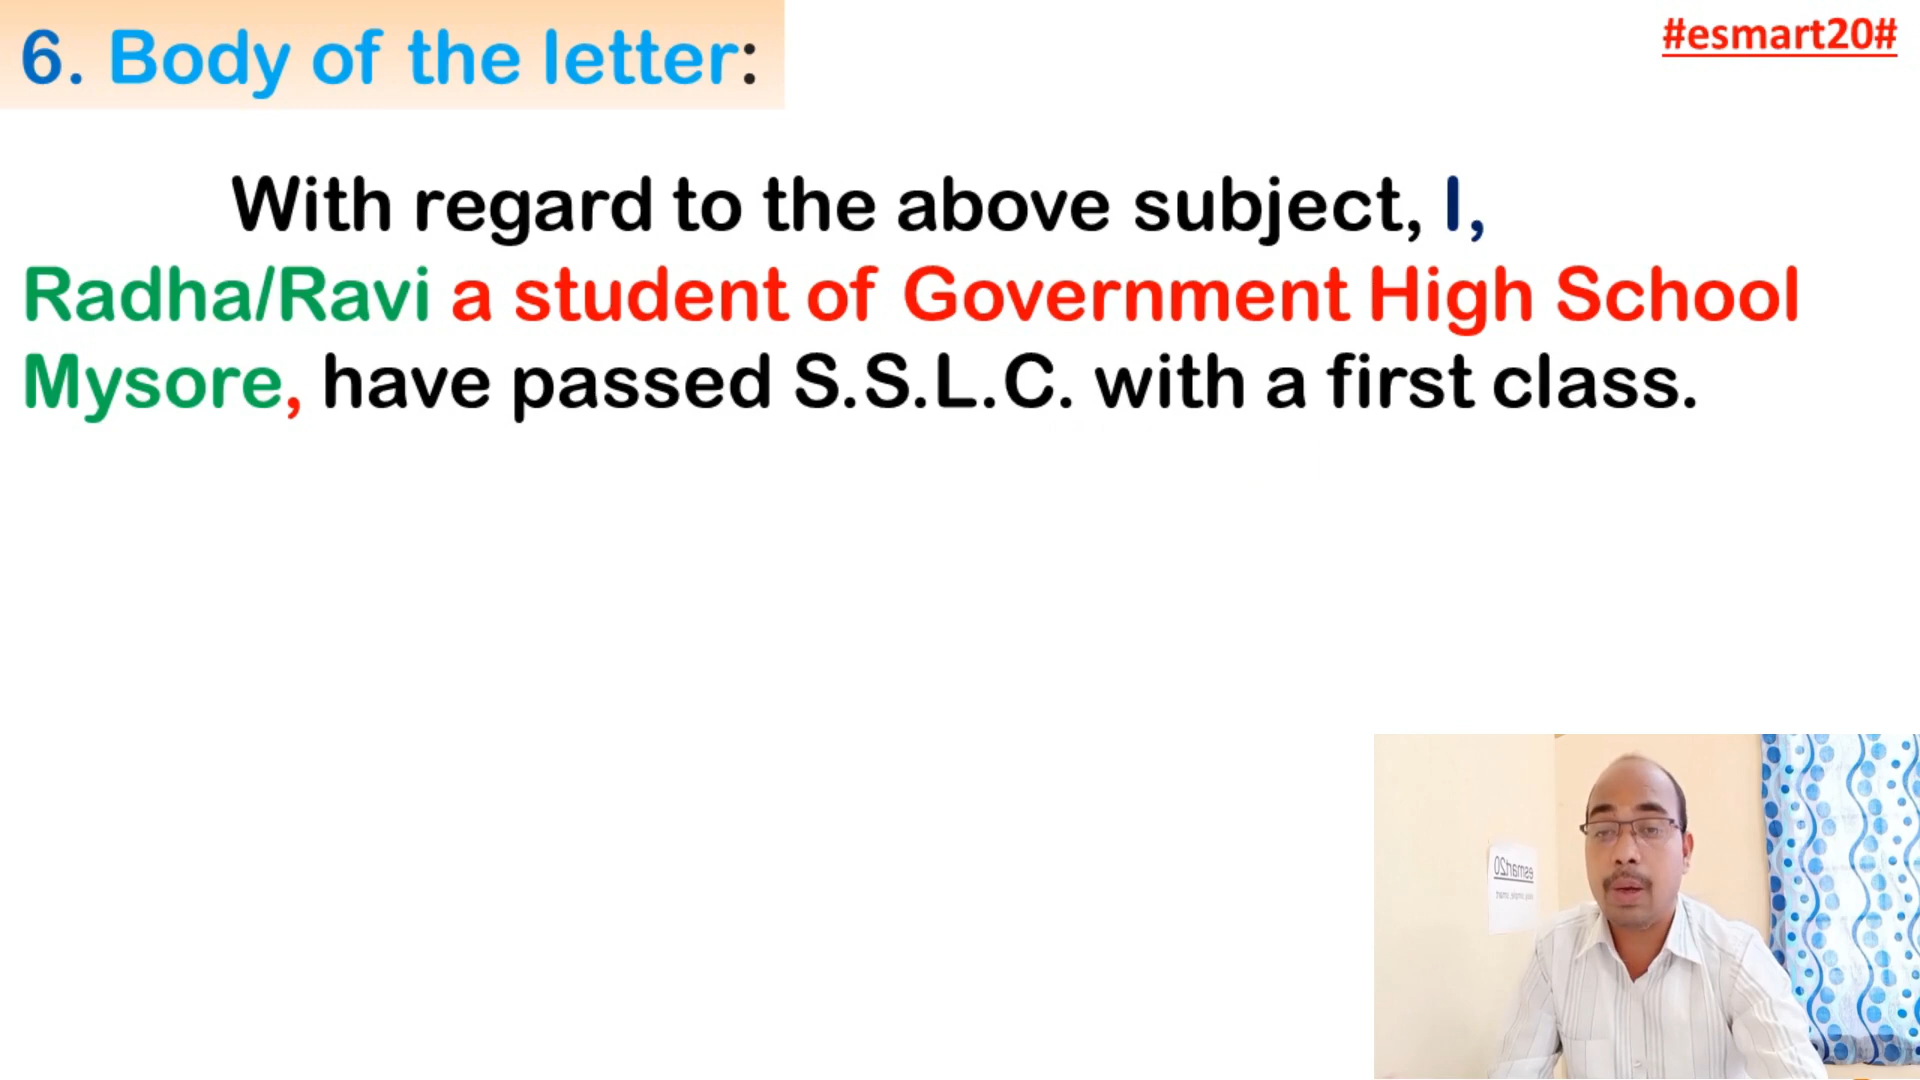 6. Body of the letter:
#esmart20#
With regard to the above subject, I,
Radha/Ravi a student of Government High School
Mysore, have passed S.S.L.C. with a first class.
esmart20